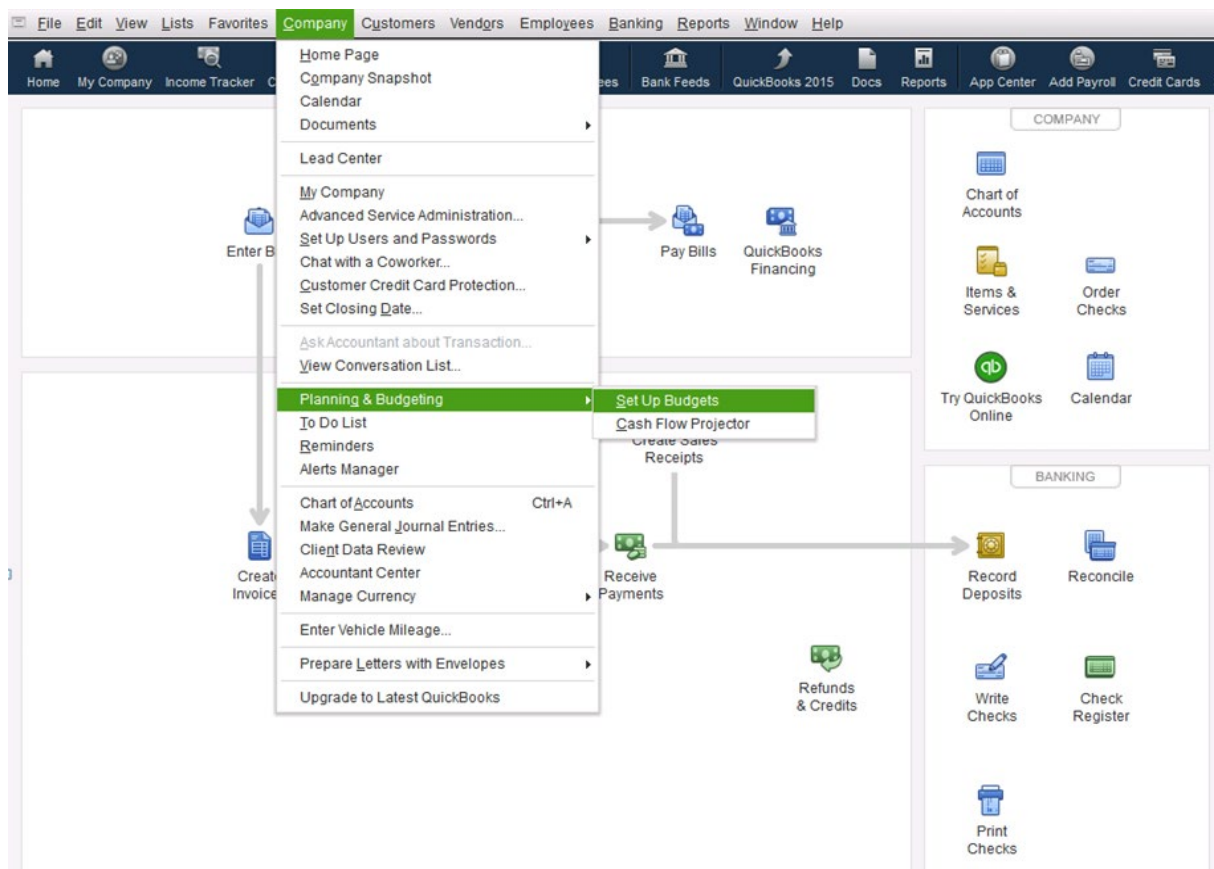 File Edit View Lists Favorites Company Customers Vendors Employees Banking Reports Window Help
Home My Company Income Tracker Bank Feeds QuickBooks 2015 Docs Reports App Center Add Payroll Credit Cards
Home Page
Company Snapshot
Calendar
Documents
Lead Center
My Company
Advanced Service Administration...
Set Up Users and Passwords
Chat with a Coworker...
Customer Credit Card Protection...
Set Closing Date...
Ask Accountant about Transaction...
View Conversation List...
Planning & Budgeting
To Do List
Reminders
Alerts Manager
Chart of Accounts Ctrl+A
Make General Journal Entries...
Client Data Review
Accountant Center
Manage Currency
Enter Vehicle Mileage...
Prepare Letters with Envelopes
Upgrade to Latest QuickBooks
Set Up Budgets
Cash Flow Projector
Enter B
Pay Bills
QuickBooks
Financing
Create Sales
Receipts
Creat
Invoice
Receive
Payments
Refunds
& Credits
COMPANY
Chart of
Accounts
Items &
Services
Order
Checks
qb
Try QuickBooks
Online
Calendar
BANKING
Record
Deposits
Reconcile
Write
Checks
Check
Register
Print
Checks